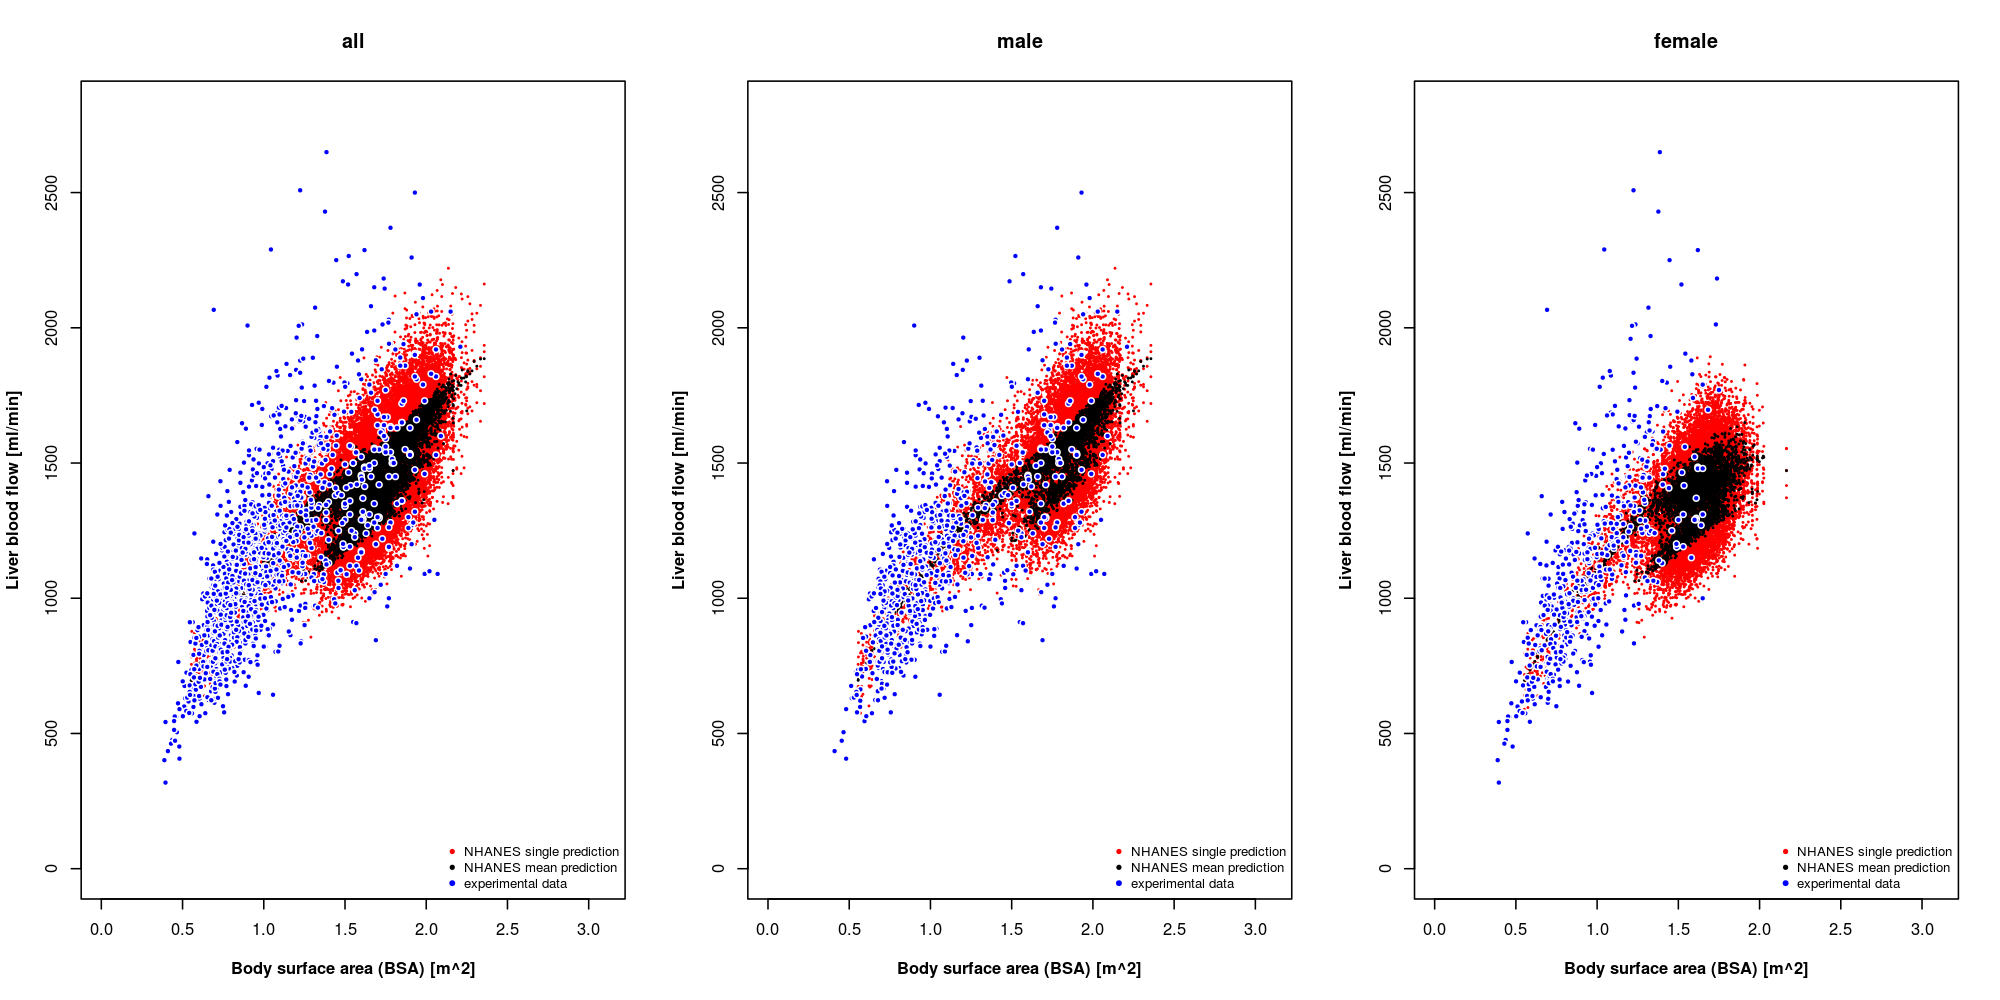 all
Liver blood flow [ml/min]
2500
2000
1500
1000
500
0
NHANES single prediction
NHANES mean prediction
experimental data
0.0 0.5 1.0 1.5 2.0 2.5 3.0
Body surface area (BSA) [m^2]
male
Liver blood flow [ml/min]
2500
2000
1500
1000
500
0
NHANES single prediction
NHANES mean prediction
experimental data
0.0 0.5 1.0 1.5 2.0 2.5 3.0
Body surface area (BSA) [m^2]
female
Liver blood flow [ml/min]
2500
2000
1500
1000
500
0
NHANES single prediction
NHANES mean prediction
experimental data
0.0 0.5 1.0 1.5 2.0 2.5 3.0
Body surface area (BSA) [m^2]